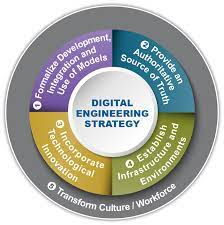 1 Formalize Development,
Integration and
Use of Models
2 Provide an
Authoritative
Source of Truth
DIGITAL
ENGINEERING
STRATEGY
3 Incorporate
Technological
Innovation
4 Establish
Infrastructure and
Environments
5 Transform Culture / Workforce